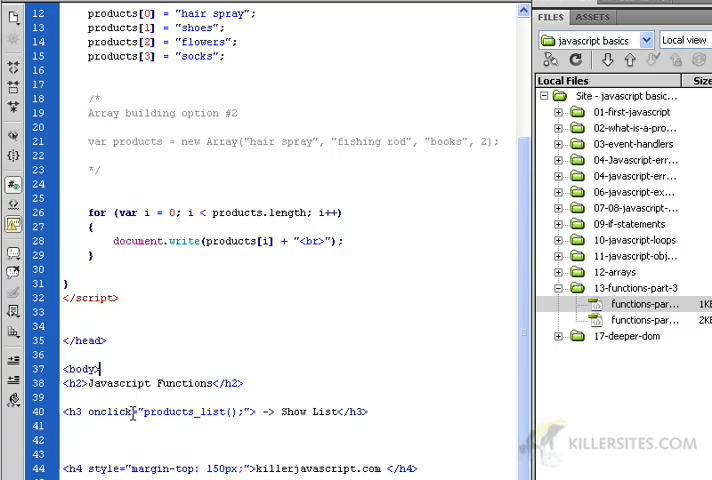 12 products[0] = "hair spray";
13 products[1] = "shoes";
14 products[2] = "flowers";
15 products[3] = "socks";
16
17
18 /*
19 Array building option #2
20
21 var products = new Array("hair spray", "fishing rod", "books", 2);
22
23 */
24
25
26 for (var i = 0; i < products.length; i++)
27 {
28 document.write(products[i] + "<br>");
29 }
30
31 }
32 </script>
33
34
35 </head>
36
37 <body>
38 <h2>Javascript Functions</h2>
39
40 <h3 onclick="products_list();"> -> Show List</h3>
41
42
43
44 <h4 style="margin-top: 150px;">killerjavascript.com </h4>
FILES ASSETS
javascript basics Local view
Local Files Size
Site - javascript basic...
01-first-javascript
02-what-is-a-pro...
03-event-handlers
04-Javascript-err...
04-javascript-err...
06-javascript-ex...
07-08-javascript-...
09-if-statements
10-javascript-loops
11-javascript-obj...
12-arrays
13-functions-part-3
functions-par... 1KB
functions-par... 2KB
17-deeper-dom
KILLERSITES.COM